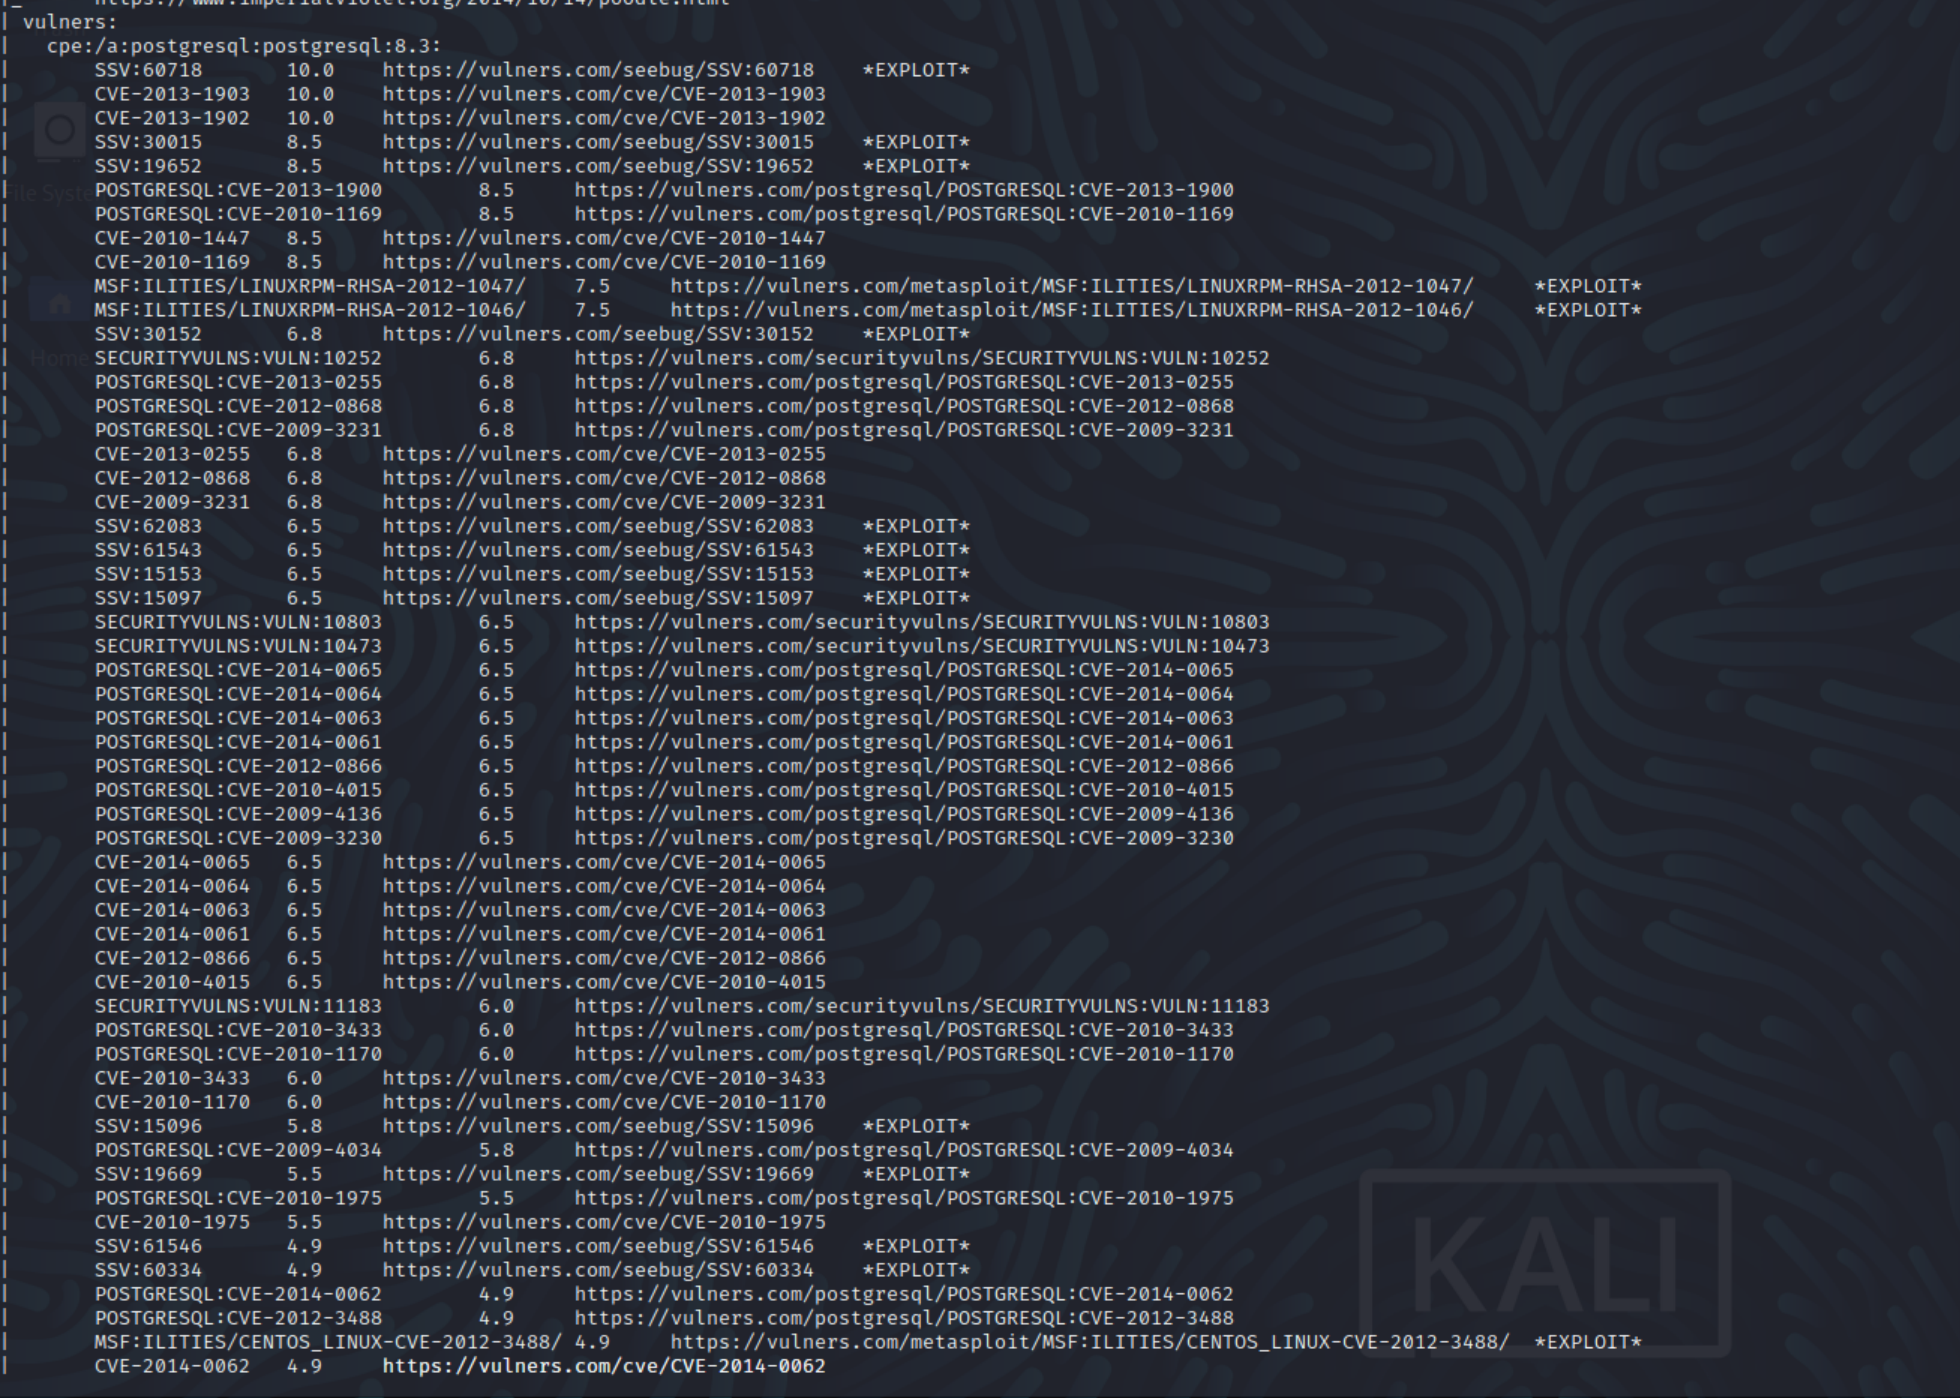 |_      https://www.imperialviolet.org/2014/10/14/poodle.html
| vulners:
|   cpe:/a:postgresql:postgresql:8.3:
|       SSV:60718       10.0    https://vulners.com/seebug/SSV:60718    *EXPLOIT*
|       CVE-2013-1903   10.0    https://vulners.com/cve/CVE-2013-1903
|       CVE-2013-1902   10.0    https://vulners.com/cve/CVE-2013-1902
|       SSV:30015       8.5     https://vulners.com/seebug/SSV:30015    *EXPLOIT*
|       SSV:19652       8.5     https://vulners.com/seebug/SSV:19652    *EXPLOIT*
|       POSTGRESQL:CVE-2013-1900        8.5     https://vulners.com/postgresql/POSTGRESQL:CVE-2013-1900
|       POSTGRESQL:CVE-2010-1169        8.5     https://vulners.com/postgresql/POSTGRESQL:CVE-2010-1169
|       CVE-2010-1447   8.5     https://vulners.com/cve/CVE-2010-1447
|       CVE-2010-1169   8.5     https://vulners.com/cve/CVE-2010-1169
|       MSF:ILITIES/LINUXRPM-RHSA-2012-1047/    7.5     https://vulners.com/metasploit/MSF:ILITIES/LINUXRPM-RHSA-2012-1047/     *EXPLOIT*
|       MSF:ILITIES/LINUXRPM-RHSA-2012-1046/    7.5     https://vulners.com/metasploit/MSF:ILITIES/LINUXRPM-RHSA-2012-1046/     *EXPLOIT*
|       SSV:30152       6.8     https://vulners.com/seebug/SSV:30152    *EXPLOIT*
|       SECURITYVULNS:VULN:10252        6.8     https://vulners.com/securityvulns/SECURITYVULNS:VULN:10252
|       POSTGRESQL:CVE-2013-0255        6.8     https://vulners.com/postgresql/POSTGRESQL:CVE-2013-0255
|       POSTGRESQL:CVE-2012-0868        6.8     https://vulners.com/postgresql/POSTGRESQL:CVE-2012-0868
|       POSTGRESQL:CVE-2009-3231        6.8     https://vulners.com/postgresql/POSTGRESQL:CVE-2009-3231
|       CVE-2013-0255   6.8     https://vulners.com/cve/CVE-2013-0255
|       CVE-2012-0868   6.8     https://vulners.com/cve/CVE-2012-0868
|       CVE-2009-3231   6.8     https://vulners.com/cve/CVE-2009-3231
|       SSV:62083       6.5     https://vulners.com/seebug/SSV:62083    *EXPLOIT*
|       SSV:61543       6.5     https://vulners.com/seebug/SSV:61543    *EXPLOIT*
|       SSV:15153       6.5     https://vulners.com/seebug/SSV:15153    *EXPLOIT*
|       SSV:15097       6.5     https://vulners.com/seebug/SSV:15097    *EXPLOIT*
|       SECURITYVULNS:VULN:10803        6.5     https://vulners.com/securityvulns/SECURITYVULNS:VULN:10803
|       SECURITYVULNS:VULN:10473        6.5     https://vulners.com/securityvulns/SECURITYVULNS:VULN:10473
|       POSTGRESQL:CVE-2014-0065        6.5     https://vulners.com/postgresql/POSTGRESQL:CVE-2014-0065
|       POSTGRESQL:CVE-2014-0064        6.5     https://vulners.com/postgresql/POSTGRESQL:CVE-2014-0064
|       POSTGRESQL:CVE-2014-0063        6.5     https://vulners.com/postgresql/POSTGRESQL:CVE-2014-0063
|       POSTGRESQL:CVE-2014-0061        6.5     https://vulners.com/postgresql/POSTGRESQL:CVE-2014-0061
|       POSTGRESQL:CVE-2012-0866        6.5     https://vulners.com/postgresql/POSTGRESQL:CVE-2012-0866
|       POSTGRESQL:CVE-2010-4015        6.5     https://vulners.com/postgresql/POSTGRESQL:CVE-2010-4015
|       POSTGRESQL:CVE-2009-4136        6.5     https://vulners.com/postgresql/POSTGRESQL:CVE-2009-4136
|       POSTGRESQL:CVE-2009-3230        6.5     https://vulners.com/postgresql/POSTGRESQL:CVE-2009-3230
|       CVE-2014-0065   6.5     https://vulners.com/cve/CVE-2014-0065
|       CVE-2014-0064   6.5     https://vulners.com/cve/CVE-2014-0064
|       CVE-2014-0063   6.5     https://vulners.com/cve/CVE-2014-0063
|       CVE-2014-0061   6.5     https://vulners.com/cve/CVE-2014-0061
|       CVE-2012-0866   6.5     https://vulners.com/cve/CVE-2012-0866
|       CVE-2010-4015   6.5     https://vulners.com/cve/CVE-2010-4015
|       SECURITYVULNS:VULN:11183        6.0     https://vulners.com/securityvulns/SECURITYVULNS:VULN:11183
|       POSTGRESQL:CVE-2010-3433        6.0     https://vulners.com/postgresql/POSTGRESQL:CVE-2010-3433
|       POSTGRESQL:CVE-2010-1170        6.0     https://vulners.com/postgresql/POSTGRESQL:CVE-2010-1170
|       CVE-2010-3433   6.0     https://vulners.com/cve/CVE-2010-3433
|       CVE-2010-1170   6.0     https://vulners.com/cve/CVE-2010-1170
|       SSV:15096       5.8     https://vulners.com/seebug/SSV:15096    *EXPLOIT*
|       POSTGRESQL:CVE-2009-4034        5.8     https://vulners.com/postgresql/POSTGRESQL:CVE-2009-4034
|       SSV:19669       5.5     https://vulners.com/seebug/SSV:19669    *EXPLOIT*
|       POSTGRESQL:CVE-2010-1975        5.5     https://vulners.com/postgresql/POSTGRESQL:CVE-2010-1975
|       CVE-2010-1975   5.5     https://vulners.com/cve/CVE-2010-1975
|       SSV:61546       4.9     https://vulners.com/seebug/SSV:61546    *EXPLOIT*
|       SSV:60334       4.9     https://vulners.com/seebug/SSV:60334    *EXPLOIT*
|       POSTGRESQL:CVE-2014-0062        4.9     https://vulners.com/postgresql/POSTGRESQL:CVE-2014-0062
|       POSTGRESQL:CVE-2012-3488        4.9     https://vulners.com/postgresql/POSTGRESQL:CVE-2012-3488
|       MSF:ILITIES/CENTOS_LINUX-CVE-2012-3488/ 4.9     https://vulners.com/metasploit/MSF:ILITIES/CENTOS_LINUX-CVE-2012-3488/  *EXPLOIT*
|       CVE-2014-0062   4.9     https://vulners.com/cve/CVE-2014-0062
File System
Home
KALI